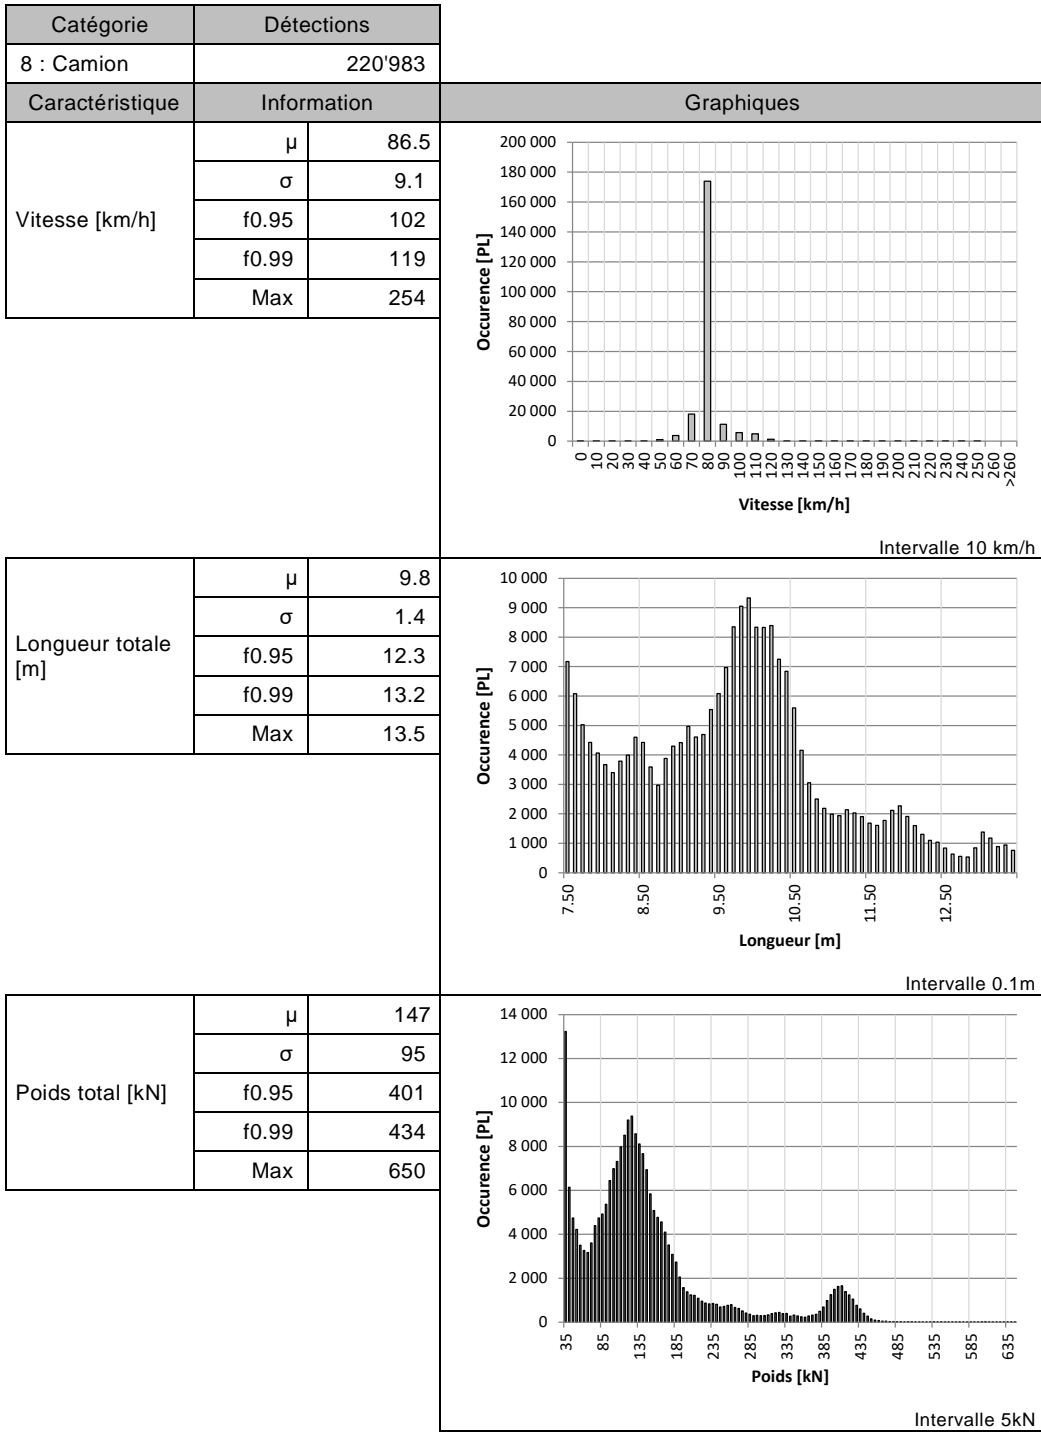 Catégorie Détections
8 : Camion 220'983
Caractéristique Information Graphiques
Vitesse [km/h]
µ 86.5
σ 9.1
f0.95 102
f0.99 119
Max 254
200 000
180 000
160 000
140 000
120 000
100 000
80 000
60 000
40 000
20 000
0
Occurence [PL]
0 10 20 30 40 50 60 70 80 90 100 110 120 130 140 150 160 170 180 190 200 210 220 230 240 250 260 >260
Vitesse [km/h]
Intervalle 10 km/h
Longueur totale
[m]
µ 9.8
σ 1.4
f0.95 12.3
f0.99 13.2
Max 13.5
10 000
9 000
8 000
7 000
6 000
5 000
4 000
3 000
2 000
1 000
0
Occurence [PL]
7.50 8.50 9.50 10.50 11.50 12.50
Longueur [m]
Intervalle 0.1m
Poids total [kN]
µ 147
σ 95
f0.95 401
f0.99 434
Max 650
14 000
12 000
10 000
8 000
6 000
4 000
2 000
0
Occurence [PL]
35 85 135 185 235 285 335 385 435 485 535 585 635
Poids [kN]
Intervalle 5kN